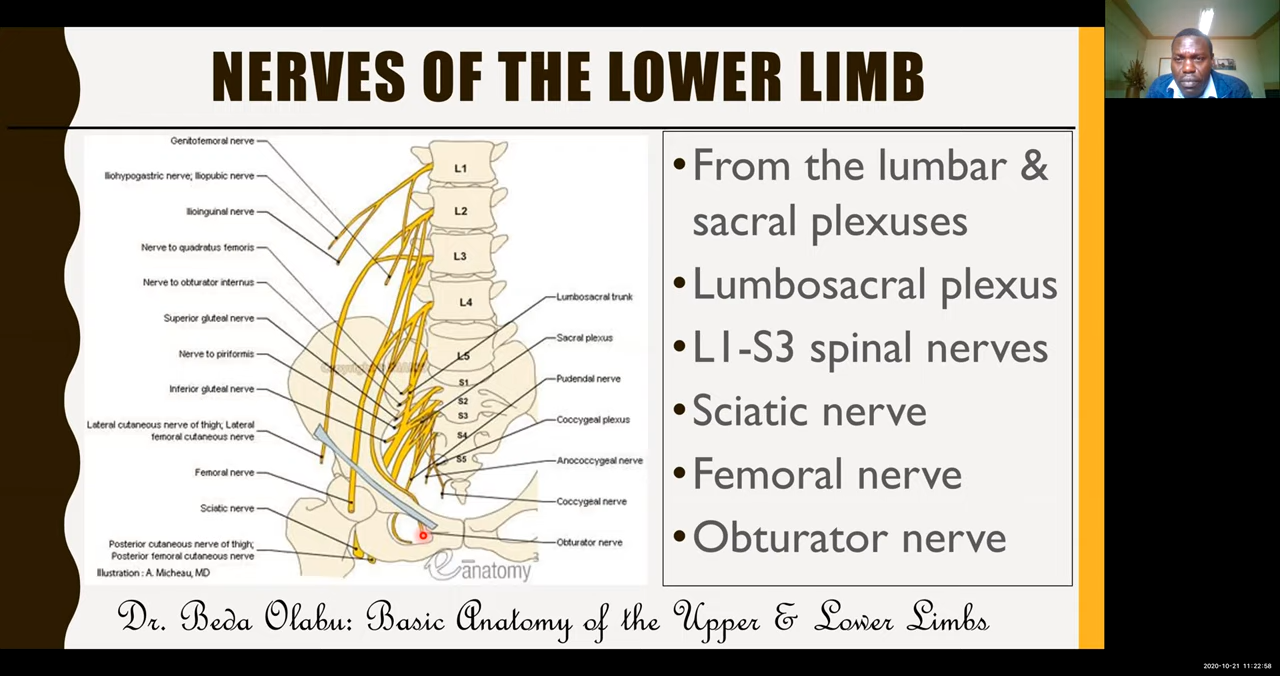 NERVES OF THE LOWER LIMB
Genitofemoral nerve
Iliohypogastric nerve; Iliopubic nerve
Ilioinguinal nerve
Nerve to quadratus femoris
Nerve to obturator internus
Superior gluteal nerve
Nerve to piriformis
Inferior gluteal nerve
Lateral cutaneous nerve of thigh; Lateral
femoral cutaneous nerve
Femoral nerve
Sciatic nerve
Posterior cutaneous nerve of thigh;
Posterior femoral cutaneous nerve
Illustration : A. Micheau, MD
L1
L2
L3
L4
L5
S1
S2
S3
S4
S5
Lumbosacral trunk
Sacral plexus
Pudendal nerve
Coccygeal plexus
Anococcygeal nerve
Coccygeal nerve
Obturator nerve
e anatomy
•From the lumbar &
sacral plexuses
•Lumbosacral plexus
•L1-S3 spinal nerves
•Sciatic nerve
•Femoral nerve
•Obturator nerve
Dr. Beda Olabu: Basic Anatomy of the Upper & Lower Limbs
2020-10-21 11:22:58